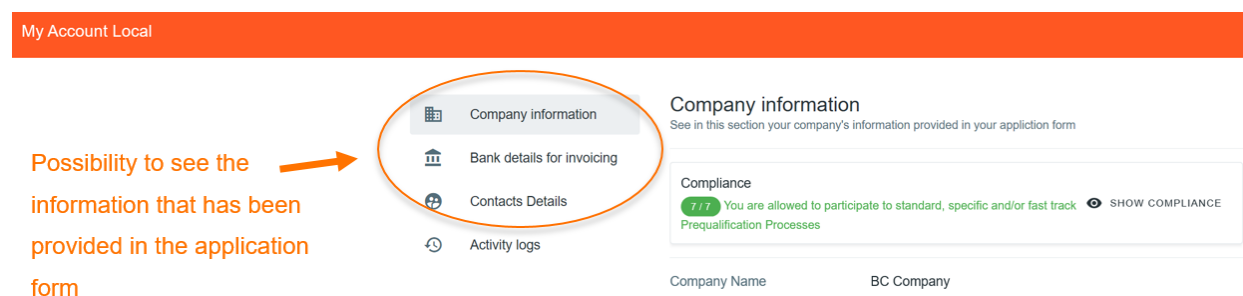 My Account Local
Possibility to see the
information that has been
provided in the application
form
Company information
Bank details for invoicing
Contacts Details
Activity logs
Company information
See in this section your company's information provided in your appliction form
Compliance
7 / 7 You are allowed to participate to standard, specific and/or fast track
Prequalification Processes
SHOW COMPLIANCE
Company Name BC Company